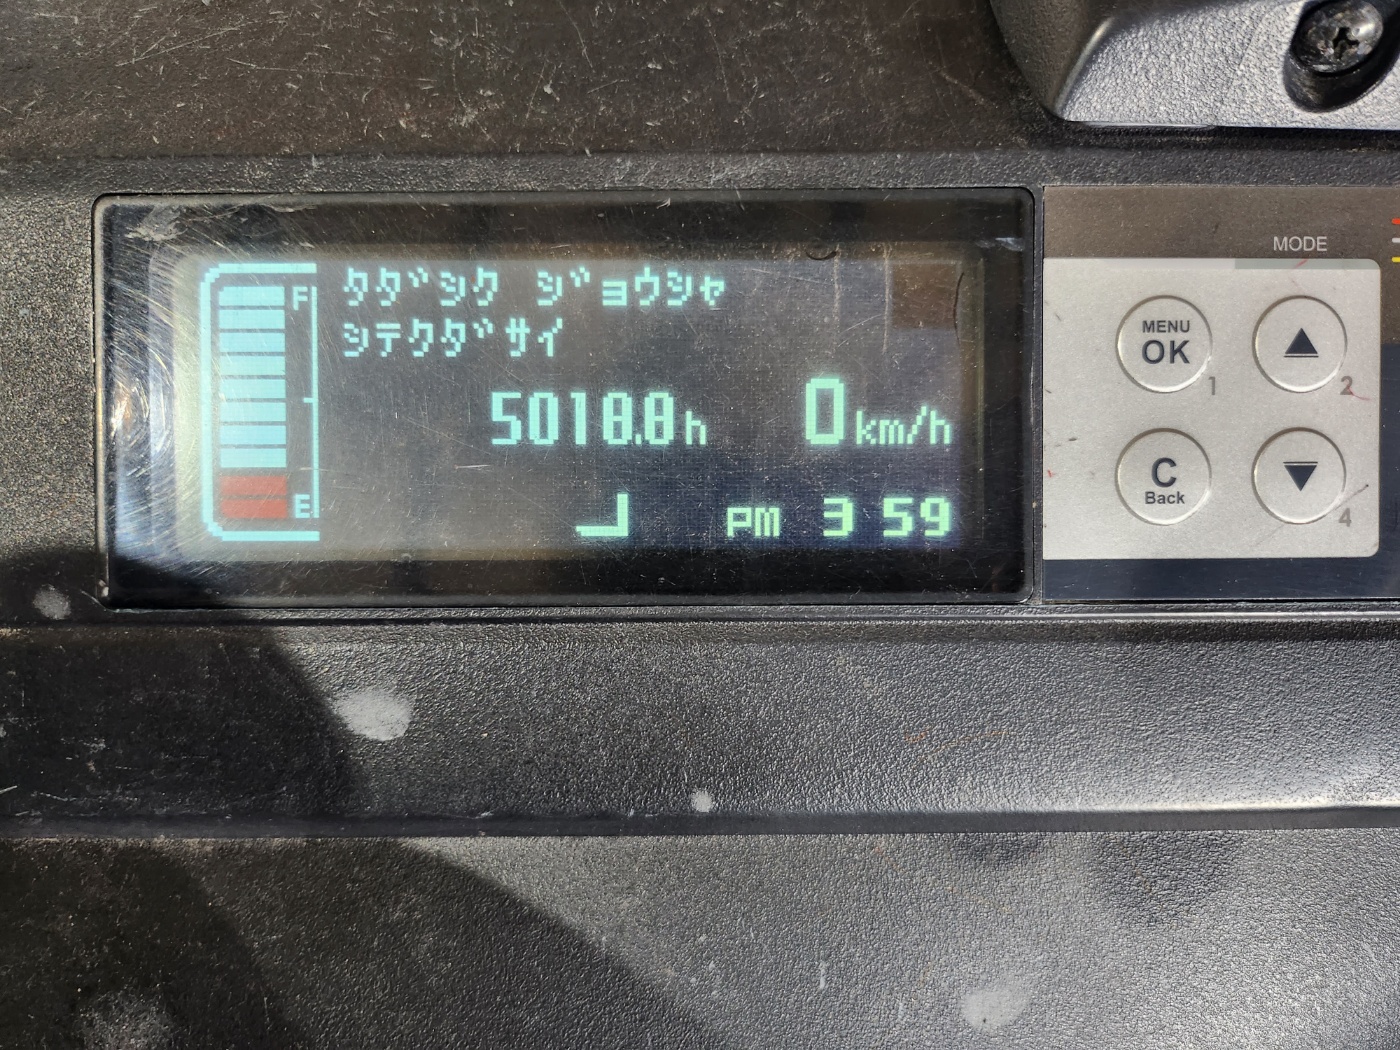 タダシク ジョウシャ
シテクダサイ
F
5018.8h
0km/h
E
PM 3 59
MODE
MENU
OK
1
2
C
Back
4